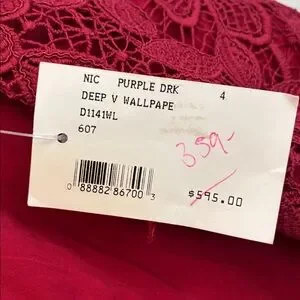 NIC PURPLE DRK 4
DEEP V WALLPAPE
D1141WL
607
359-
0 88882 86700 3
$595.00